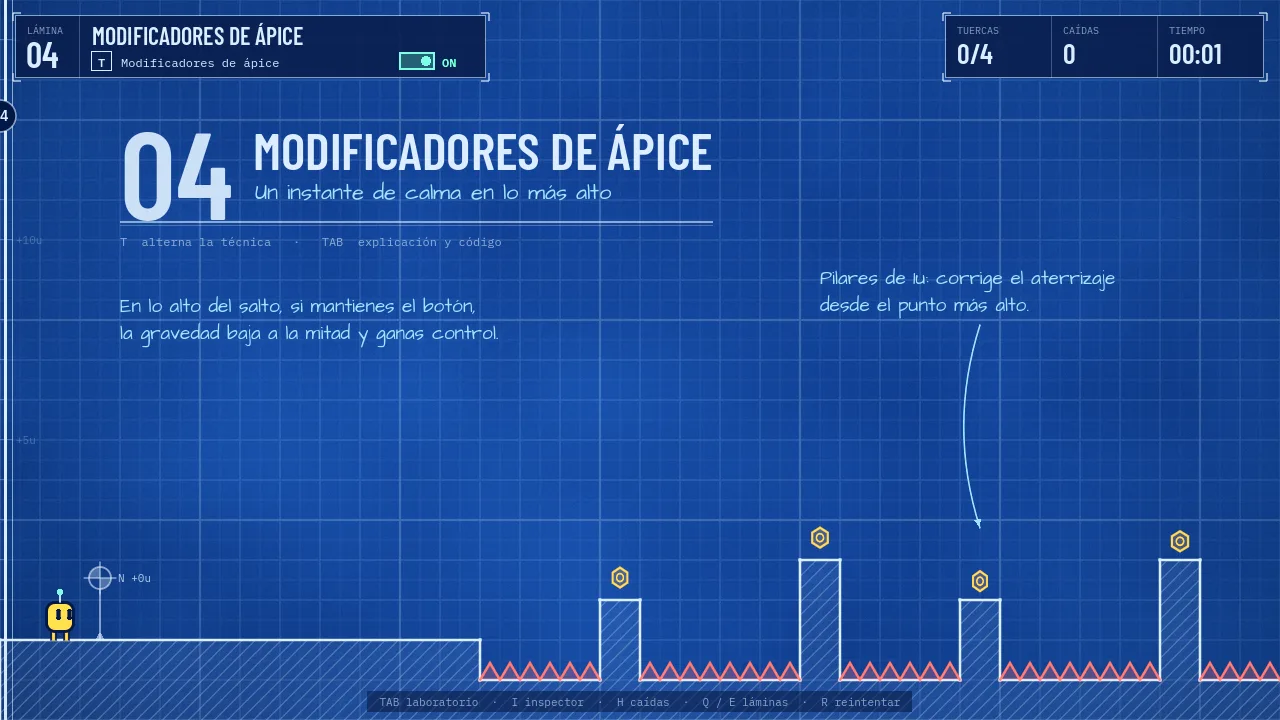 LÁMINA
04
MODIFICADORES DE ÁPICE
T Modificadores de ápice
ON
TUERCAS
0/4
CAÍDAS
0
TIEMPO
00:01
4
04
MODIFICADORES DE ÁPICE
Un instante de calma en lo más alto
T alterna la técnica · TAB explicación y código
+10u
En lo alto del salto, si mantienes el botón,
la gravedad baja a la mitad y ganas control.
Pilares de 1u: corrige el aterrizaje
desde el punto más alto.
+5u
N +0u
TAB laboratorio · I inspector · H caídas · Q / E láminas · R reintentar